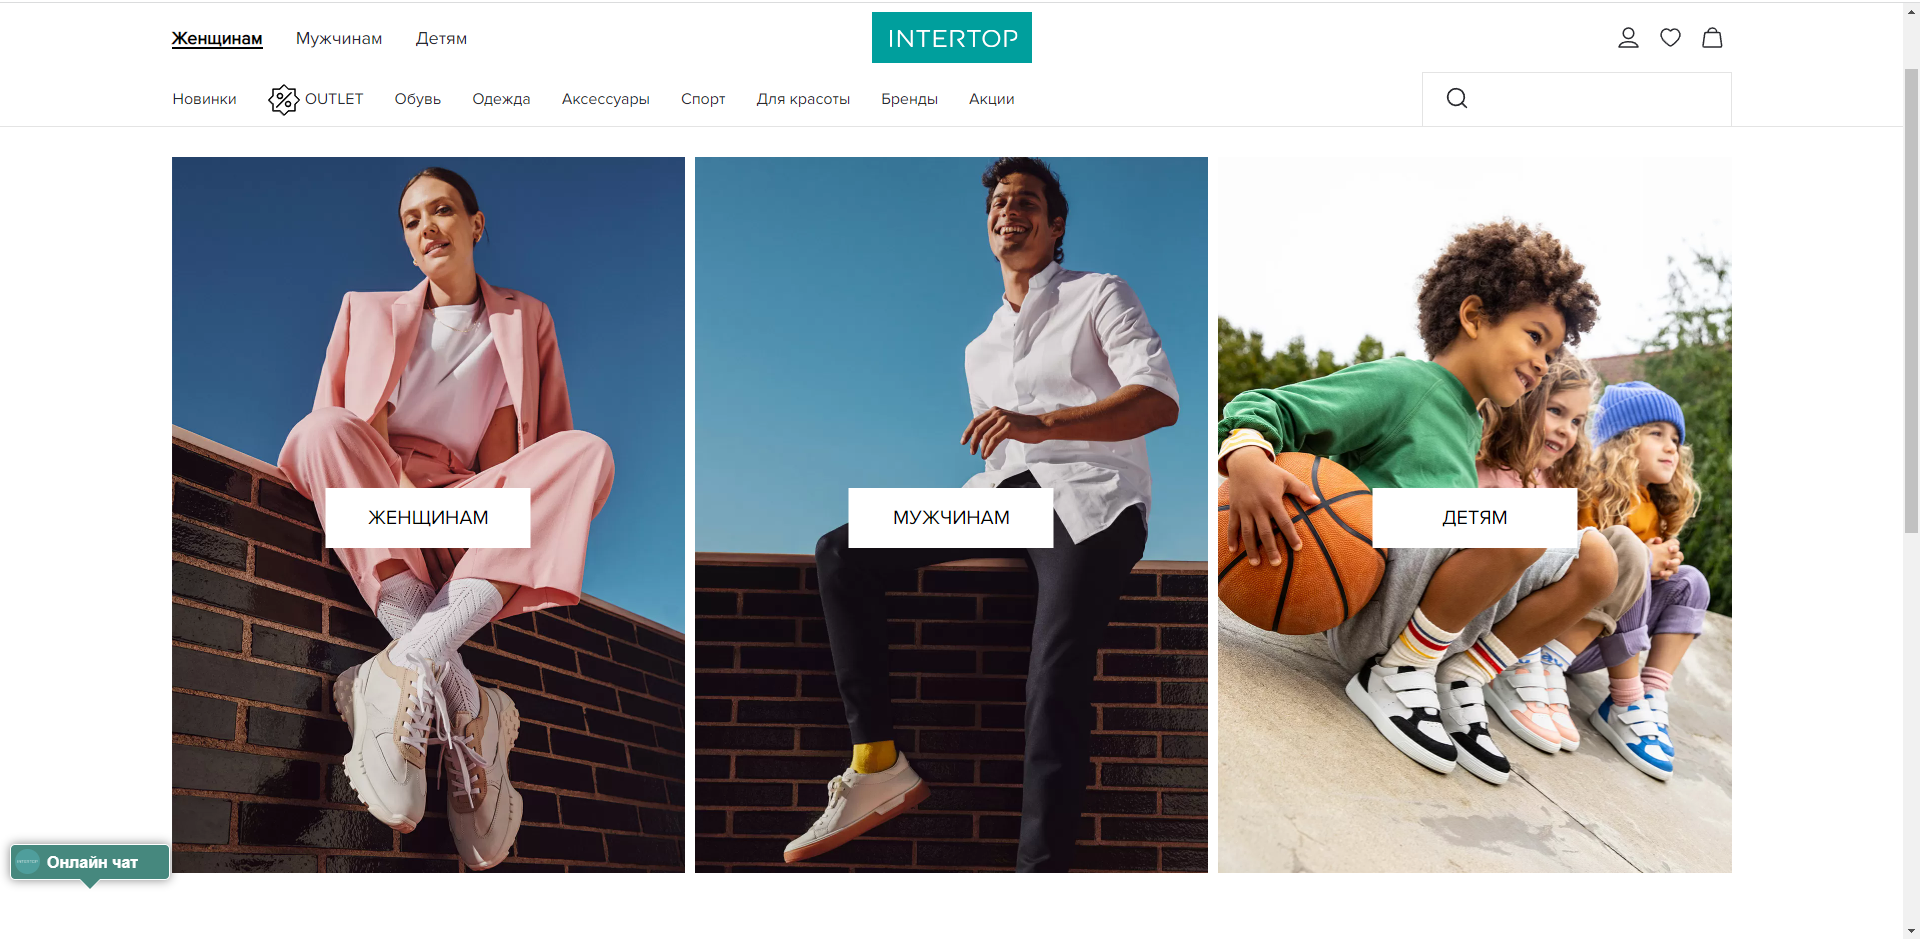 Женщинам Мужчинам Детям
INTERTOP
Новинки OUTLET Обувь Одежда Аксессуары Спорт Для красоты Бренды Акции
ЖЕНЩИНАМ
МУЖЧИНАМ
ДЕТЯМ
Онлайн чат